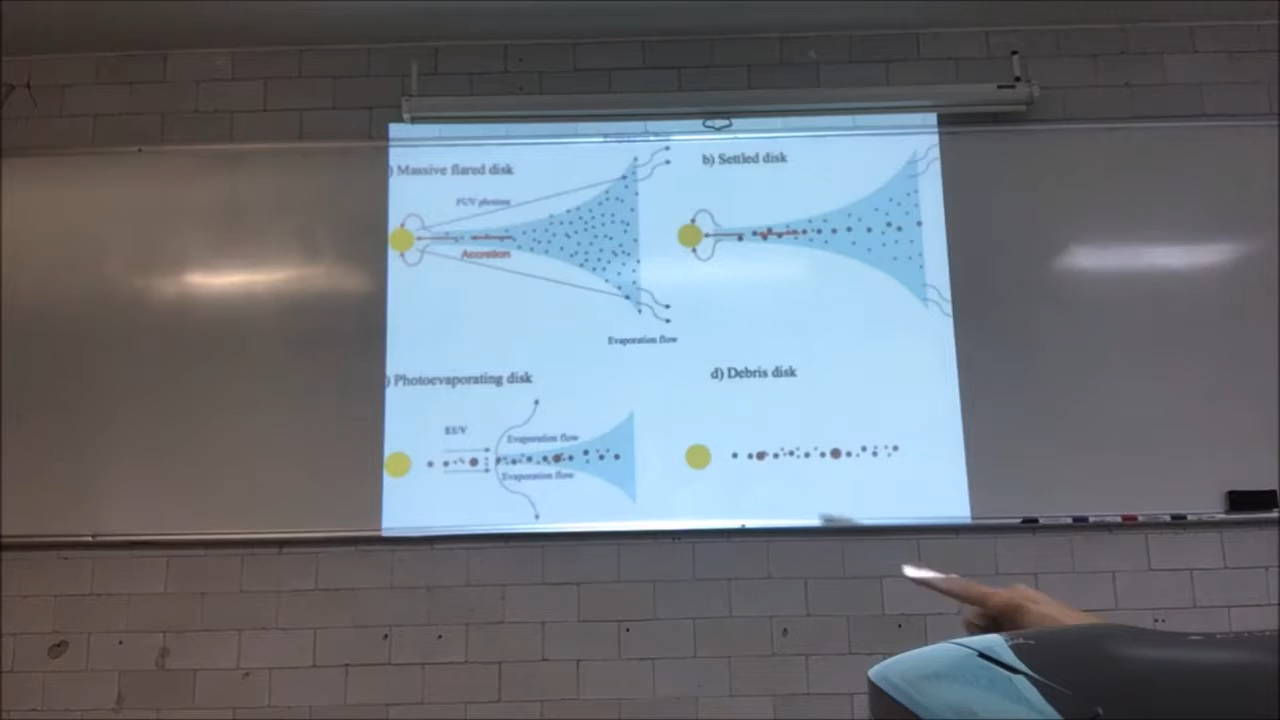 ) Massive flared disk
FUV photons
Accretion
Evaporation flow
b) Settled disk
) Photoevaporating disk
EUV
Evaporation flow
Evaporation flow
d) Debris disk